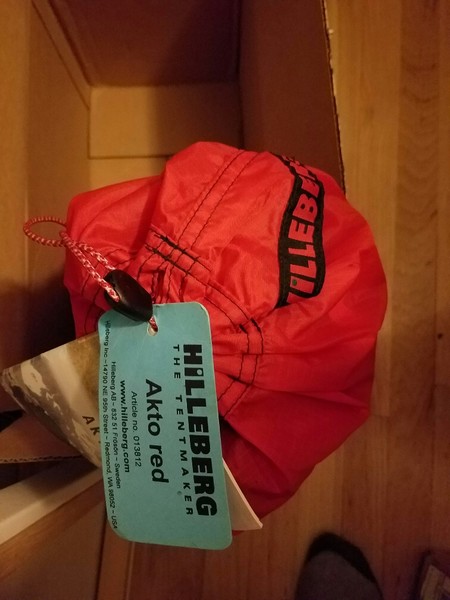 HILLEBERG
THE TENTMAKER
Akto red
Article no. 013812
www.hilleberg.com
Hilleberg AB – 832 51 Frösön – Sweden
Hilleberg Inc – 14790 NE 95th Street – Redmond, WA 98052 – USA
AK